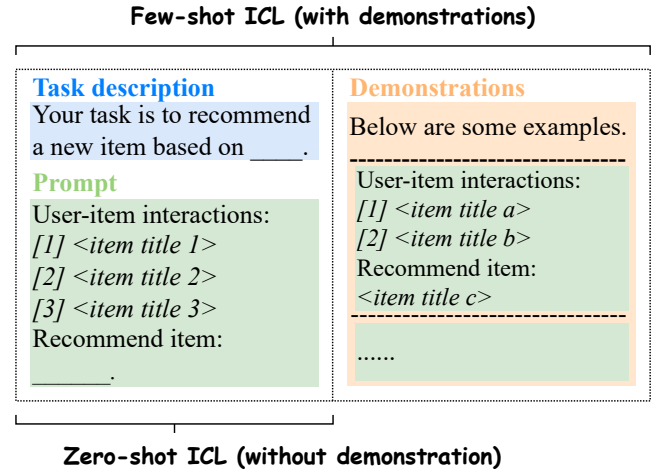 Few-shot ICL (with demonstrations)
Task description
Your task is to recommend
a new item based on ____.
Prompt
User-item interactions:
[1] <item title 1>
[2] <item title 2>
[3] <item title 3>
Recommend item:
______.
Demonstrations
Below are some examples.
User-item interactions:
[1] <item title a>
[2] <item title b>
Recommend item:
<item title c>
......
Zero-shot ICL (without demonstration)